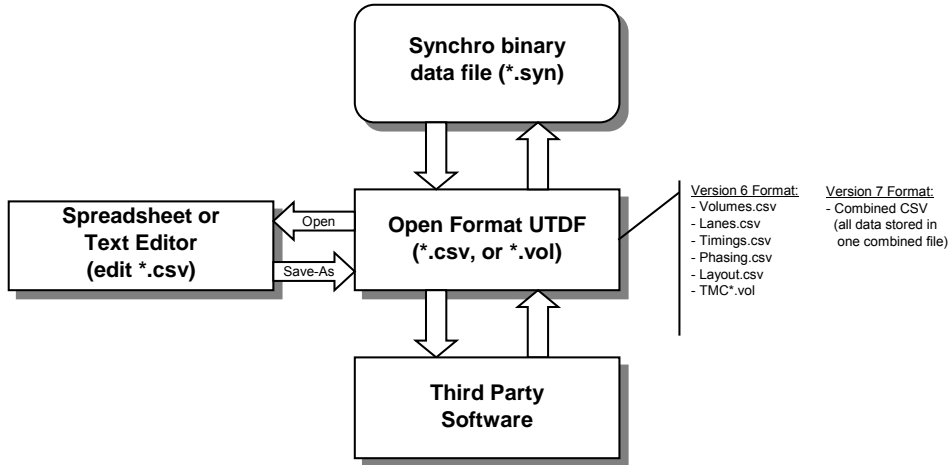 Synchro binary
data file (*.syn)
Spreadsheet or
Text Editor
(edit *.csv)
Open
Save-As
Open Format UTDF
(*.csv, or *.vol)
Version 6 Format:
- Volumes.csv
- Lanes.csv
- Timings.csv
- Phasing.csv
- Layout.csv
- TMC*.vol
Version 7 Format:
- Combined CSV
(all data stored in
one combined file)
Third Party
Software